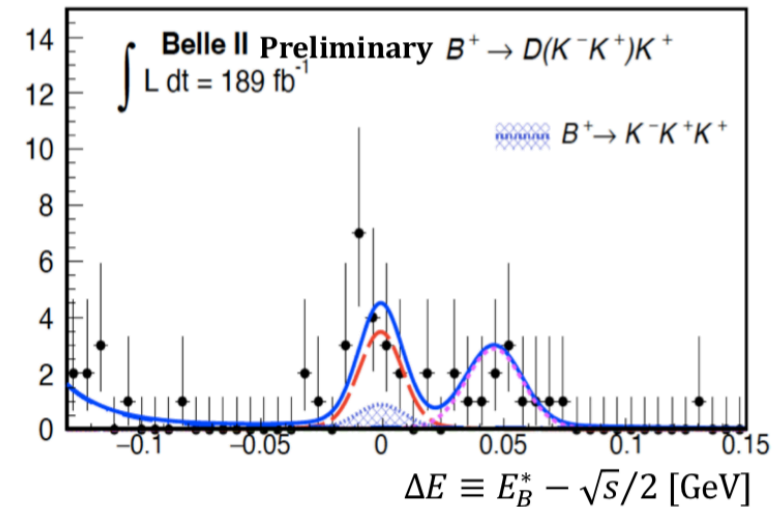 14
12
10
8
6
4
2
0
Belle II Preliminary B⁺ → D(K⁻K⁺)K⁺
∫ L dt = 189 fb⁻¹
B⁺→ K⁻K⁺K⁺
−0.1 −0.05 0 0.05 0.1 0.15
ΔE ≡ E*_B − √s/2 [GeV]